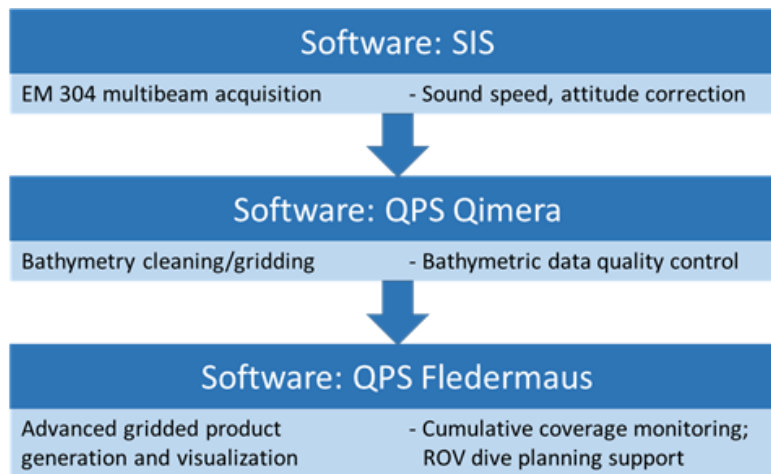 Software: SIS
EM 304 multibeam acquisition - Sound speed, attitude correction
Software: QPS Qimera
Bathymetry cleaning/gridding - Bathymetric data quality control
Software: QPS Fledermaus
Advanced gridded product - Cumulative coverage monitoring;
generation and visualization ROV dive planning support